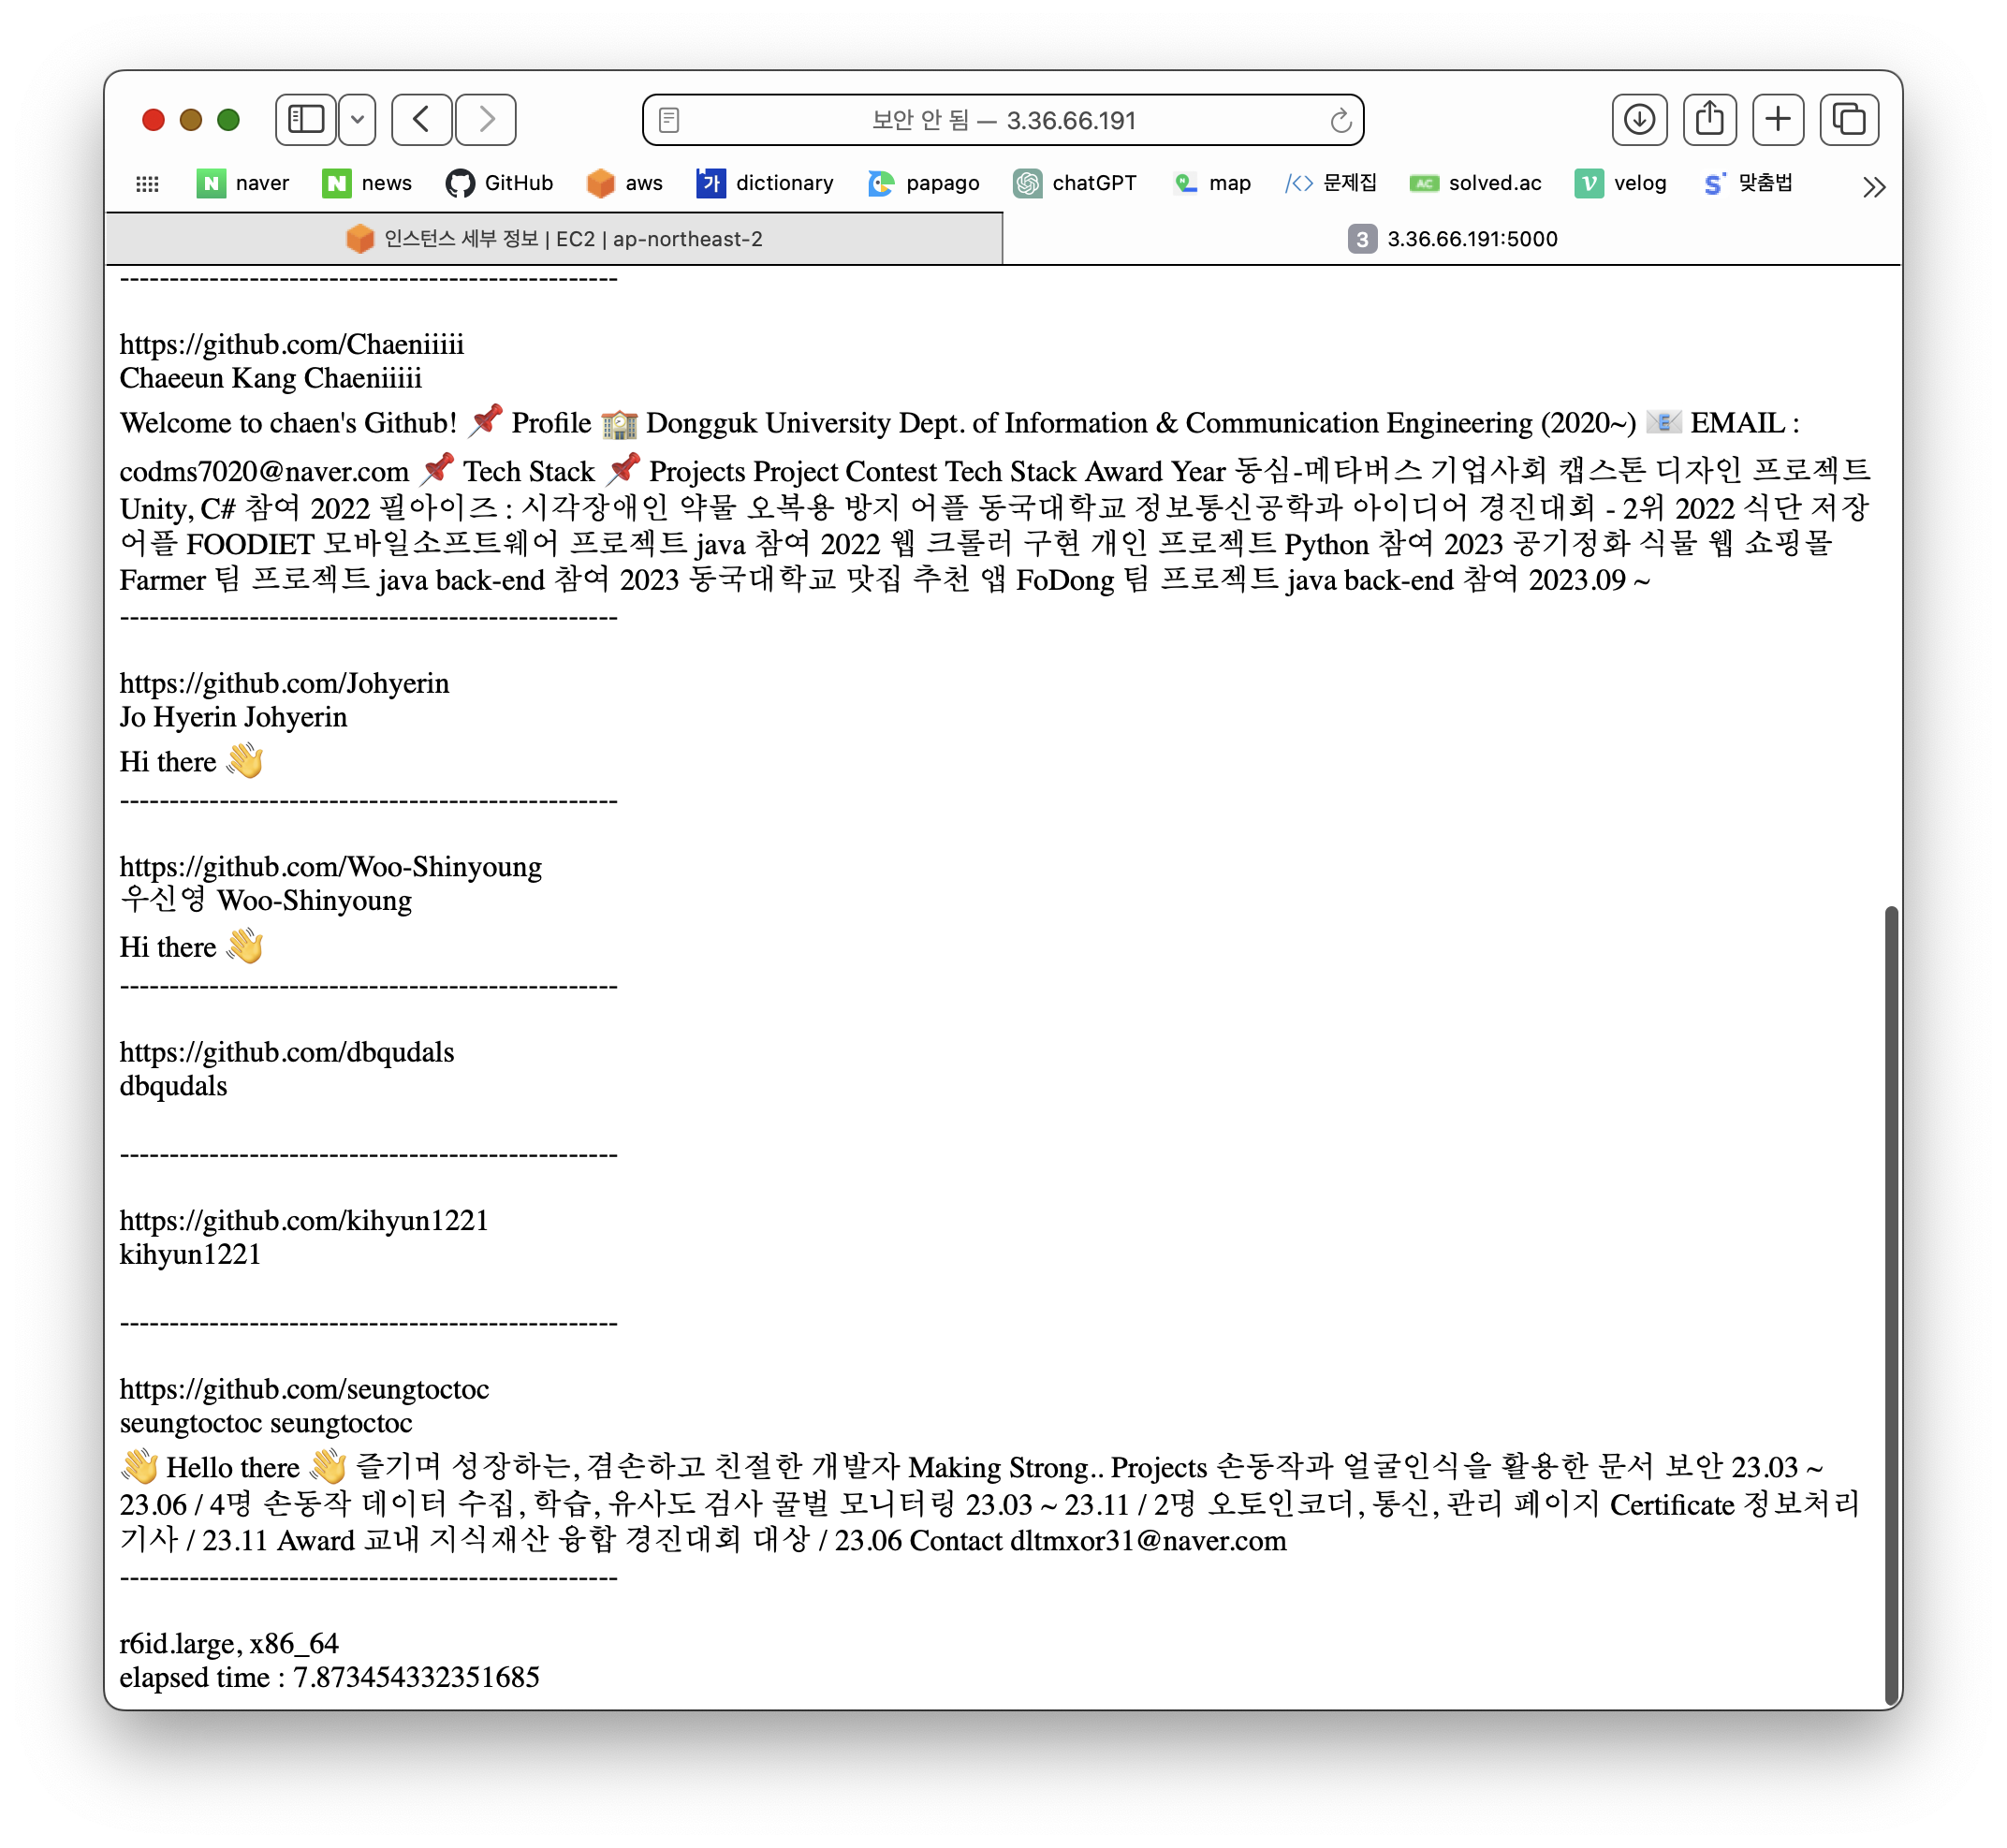 보안 안 됨 — 3.36.66.191
naver news GitHub aws dictionary papago chatGPT map 문제집 solved.ac velog 맞춤법
인스턴스 세부 정보 | EC2 | ap-northeast-2
3 3.36.66.191:5000
--------------------------------------------------
https://github.com/Chaeniiiii
Chaeeun Kang Chaeniiiii
Welcome to chaen's Github! 📌 Profile 🏫 Dongguk University Dept. of Information & Communication Engineering (2020~) 📧 EMAIL :
codms7020@naver.com 📌 Tech Stack 📌 Projects Project Contest Tech Stack Award Year 동심-메타버스 기업사회 캡스톤 디자인 프로젝트
Unity, C# 참여 2022 필아이즈 : 시각장애인 약물 오복용 방지 어플 동국대학교 정보통신공학과 아이디어 경진대회 - 2위 2022 식단 저장
어플 FOODIET 모바일소프트웨어 프로젝트 java 참여 2022 웹 크롤러 구현 개인 프로젝트 Python 참여 2023 공기정화 식물 웹 쇼핑몰
Farmer 팀 프로젝트 java back-end 참여 2023 동국대학교 맛집 추천 앱 FoDong 팀 프로젝트 java back-end 참여 2023.09 ~
--------------------------------------------------
https://github.com/Johyerin
Jo Hyerin Johyerin
Hi there 👋
--------------------------------------------------
https://github.com/Woo-Shinyoung
우신영 Woo-Shinyoung
Hi there 👋
--------------------------------------------------
https://github.com/dbqudals
dbqudals
--------------------------------------------------
https://github.com/kihyun1221
kihyun1221
--------------------------------------------------
https://github.com/seungtoctoc
seungtoctoc seungtoctoc
👋 Hello there 👋 즐기며 성장하는, 겸손하고 친절한 개발자 Making Strong.. Projects 손동작과 얼굴인식을 활용한 문서 보안 23.03 ~
23.06 / 4명 손동작 데이터 수집, 학습, 유사도 검사 꿀벌 모니터링 23.03 ~ 23.11 / 2명 오토인코더, 통신, 관리 페이지 Certificate 정보처리
기사 / 23.11 Award 교내 지식재산 융합 경진대회 대상 / 23.06 Contact dltmxor31@naver.com
--------------------------------------------------
r6id.large, x86_64
elapsed time : 7.873454332351685